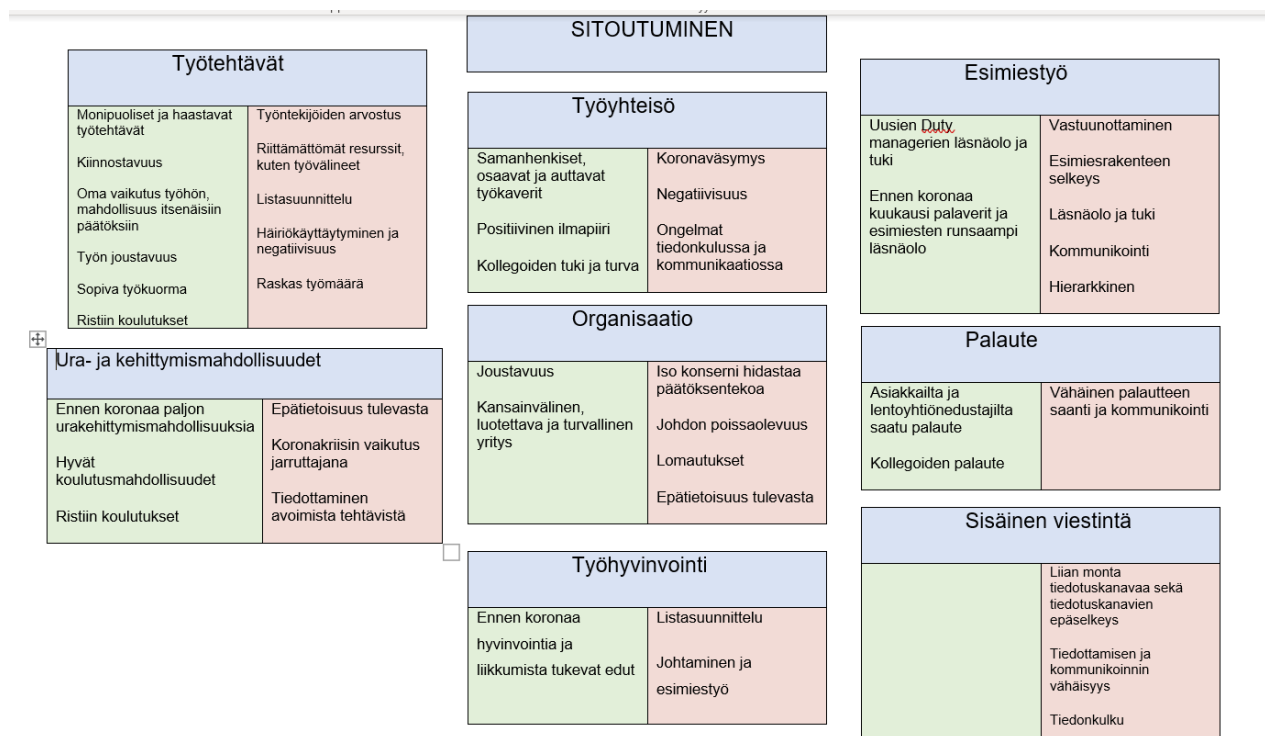 SITOUTUMINEN
Työtehtävät
Monipuoliset ja haastavat
työtehtävät
Kiinnostavuus
Oma vaikutus työhön,
mahdollisuus itsenäisiin
päätöksiin
Työn joustavuus
Sopiva työkuorma
Ristiin koulutukset
Työntekijöiden arvostus
Riittämättömät resurssit,
kuten työvälineet
Listasuunnittelu
Häiriökäyttäytyminen ja
negatiivisuus
Raskas työmäärä
Ura- ja kehittymismahdollisuudet
Ennen koronaa paljon
urakehittymismahdollisuuksia
Hyvät
koulutusmahdollisuudet
Ristiin koulutukset
Epätietoisuus tulevasta
Koronakriisin vaikutus
jarruttajana
Tiedottaminen
avoimista tehtävistä
Työyhteisö
Samanhenkiset,
osaavat ja auttavat
työkaverit
Positiivinen ilmapiiri
Kollegoiden tuki ja turva
Koronaväsymys
Negatiivisuus
Ongelmat
tiedonkulussa ja
kommunikaatiossa
Organisaatio
Joustavuus
Kansainvälinen,
luotettava ja turvallinen
yritys
Iso konserni hidastaa
päätöksentekoa
Johdon poissaolevuus
Lomautukset
Epätietoisuus tulevasta
Työhyvinvointi
Ennen koronaa
hyvinvointia ja
liikkumista tukevat edut
Listasuunnittelu
Johtaminen ja
esimiestyö
Esimiestyö
Uusien Duty
managerien läsnäolo ja
tuki
Ennen koronaa
kuukausi palaverit ja
esimiesten runsaampi
läsnäolo
Vastuunottaminen
Esimiesrakenteen
selkeys
Läsnäolo ja tuki
Kommunikointi
Hierarkkinen
Palaute
Asiakkailta ja
lentoyhtiönedustajilta
saatu palaute
Kollegoiden palaute
Vähäinen palautteen
saanti ja kommunikointi
Sisäinen viestintä
Liian monta
tiedotuskanavaa sekä
tiedotuskanavien
epäselkeys
Tiedottamisen ja
kommunikoinnin
vähäisyys
Tiedonkulku